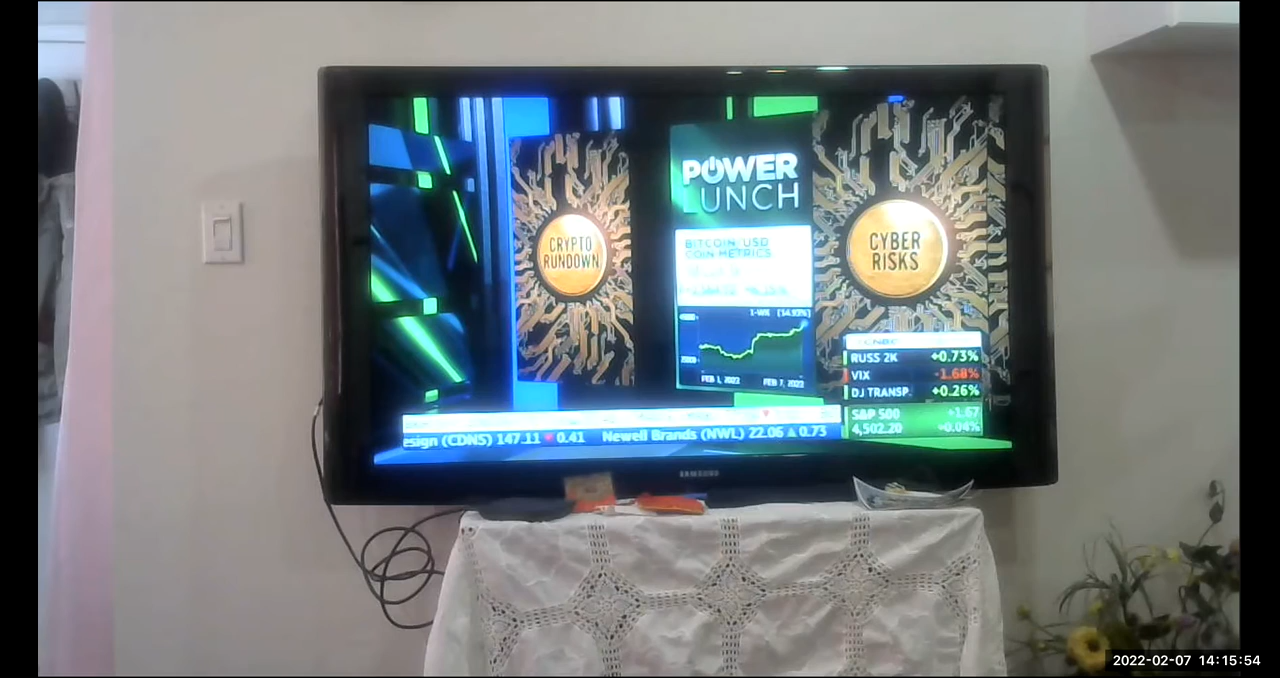 CRYPTO
RUNDOWN
POWER
LUNCH
BITCOIN/USD
COIN METRICS
1-WK (14.93%)
FEB 1, 2022 FEB 7, 2022
CYBER
RISKS
RUSS 2K +0.73%
VIX -1.68%
DJ TRANSP. +0.26%
S&P 500 +1.67
4,502.20 +0.04%
esign (CDNS) 147.11 ▼ 0.41 Newell Brands (NWL) 22.06 ▲ 0.73
SAMSUNG
2022-02-07 14:15:54